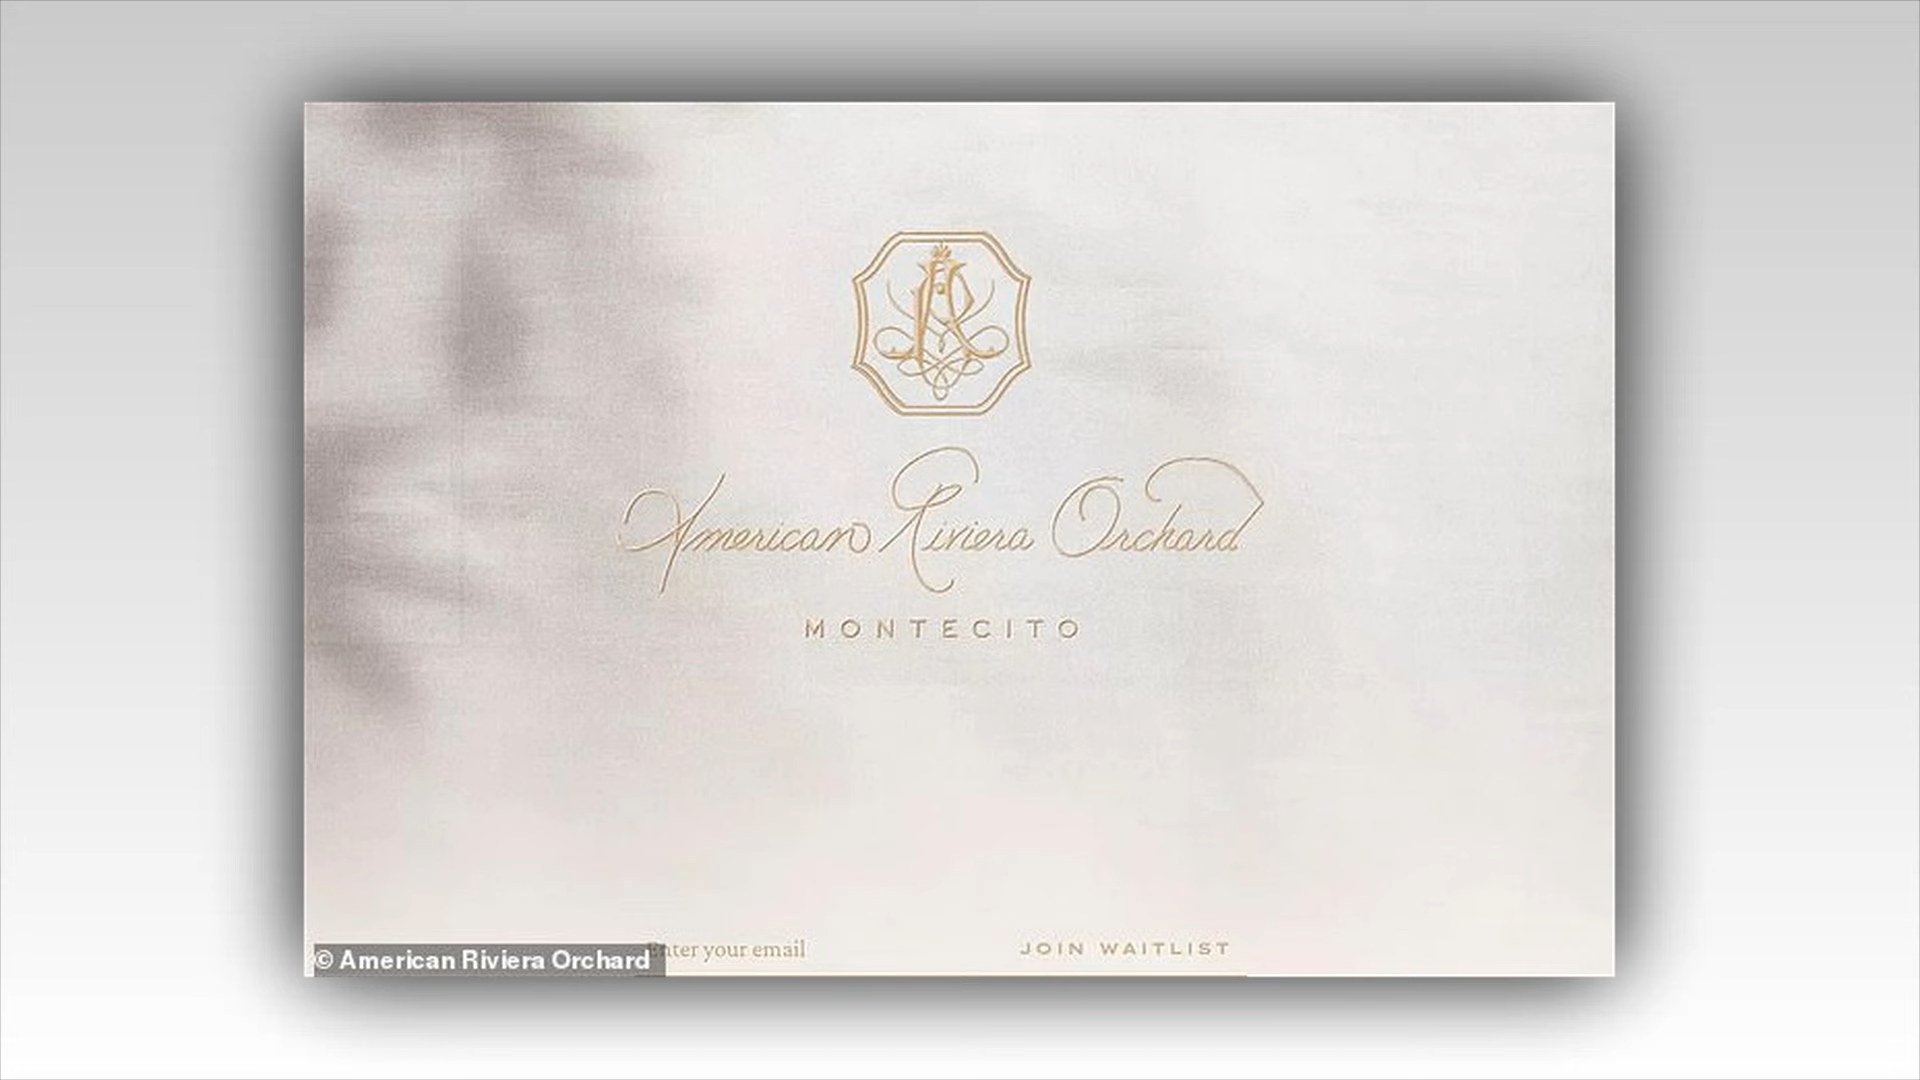 American Riviera Orchard
MONTECITO
Enter your email
JOIN WAITLIST
© American Riviera Orchard